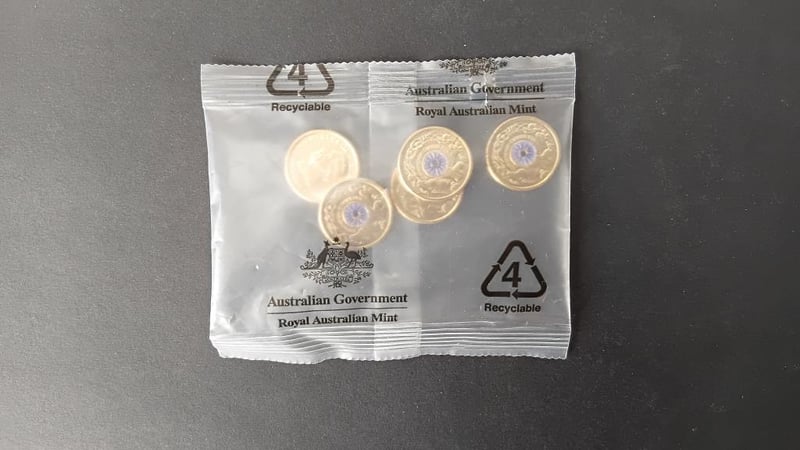 4
Recyclable
Australian Government
Royal Australian Mint
Australian Government
Royal Australian Mint
4
Recyclable